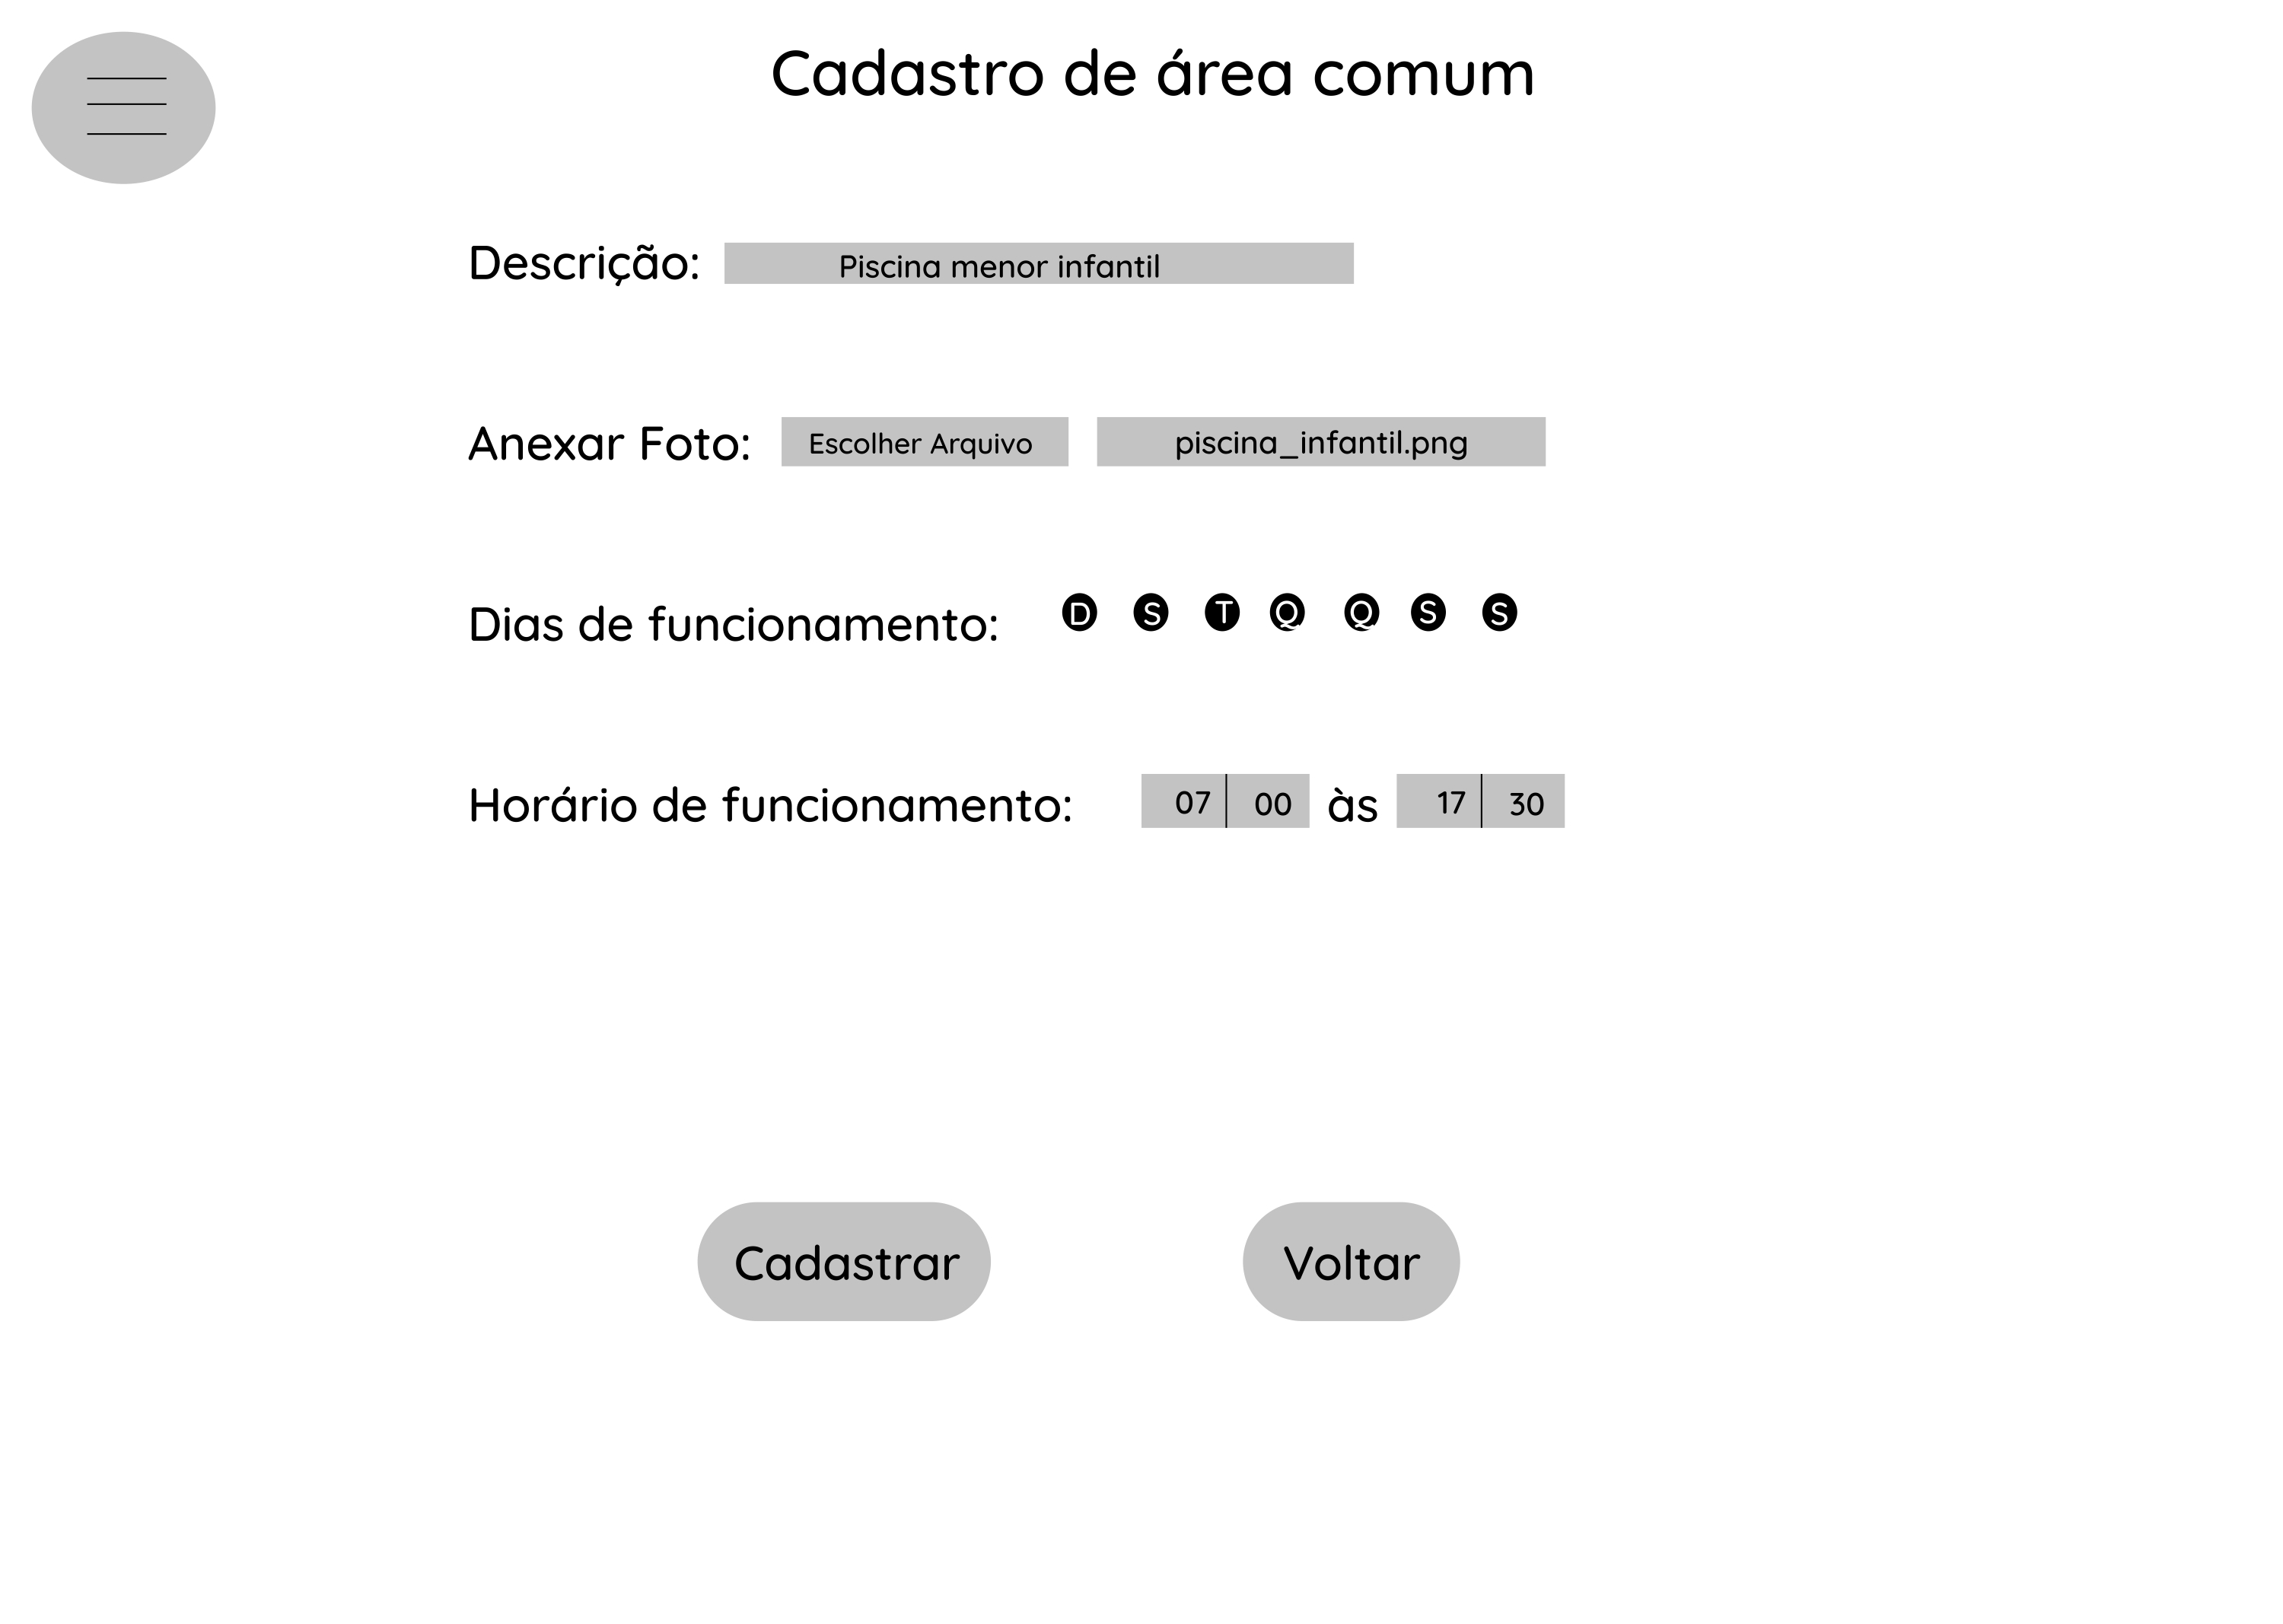 Cadastro de área comum
Descrição: Piscina menor infantil
Anexar Foto: Escolher Arquivo piscina_infantil.png
Dias de funcionamento: D S T Q Q S S
Horário de funcionamento: 07 00 às 17 30
Cadastrar Voltar